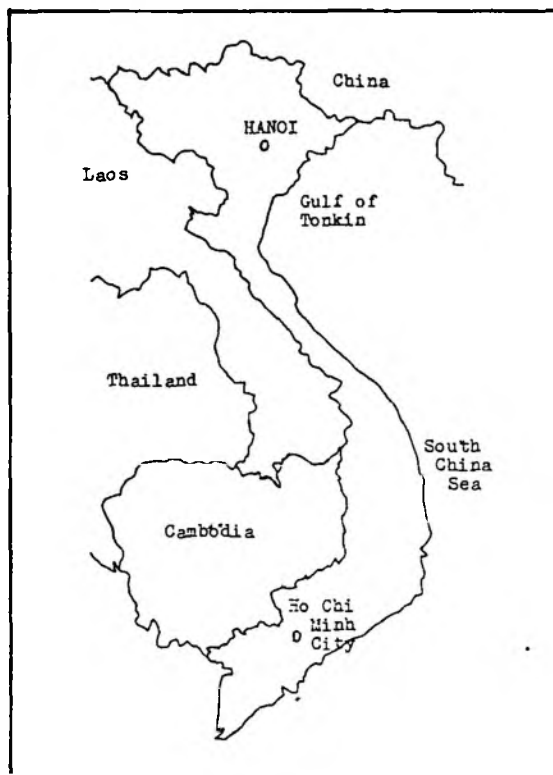 China
HANOI
Laos
Gulf of
Tonkin
Thailand
South
China
Sea
Cambodia
Ho Chi
Minh
City